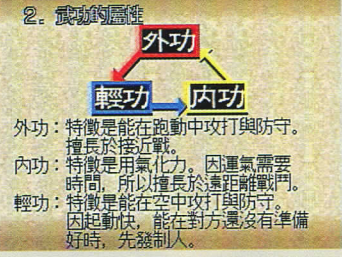 2。武功的屬性
外功
輕功 內功
外功：特徵是能在跑動中攻打與防守。
擅長於接近戰。
內功：特徵是用氣化力。因運氣需要
時間，所以擅長於遠距離戰鬥。
輕功：特徵是能在空中攻打與防守。
因起動快，能在對方還沒有準備
好時，先發制人。